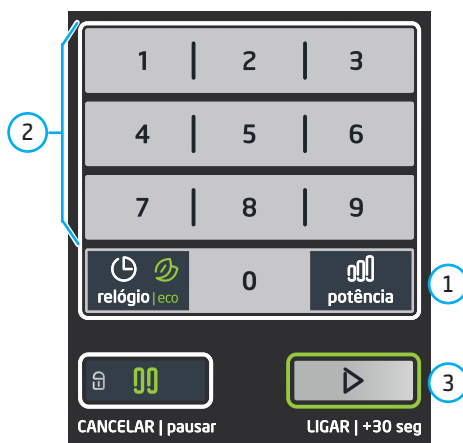 1 2 3
2
4 5 6
7 8 9
relógio | eco
0
potência
1
3
CANCELAR | pausar
LIGAR | +30 seg